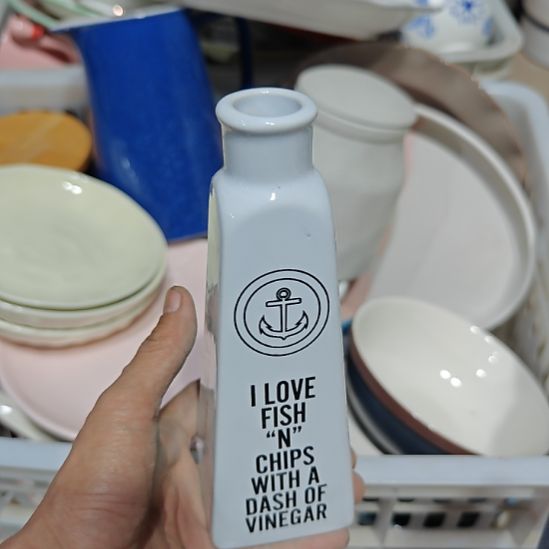 I LOVE
FISH
“N”
CHIPS
WITH A
DASH OF
VINEGAR